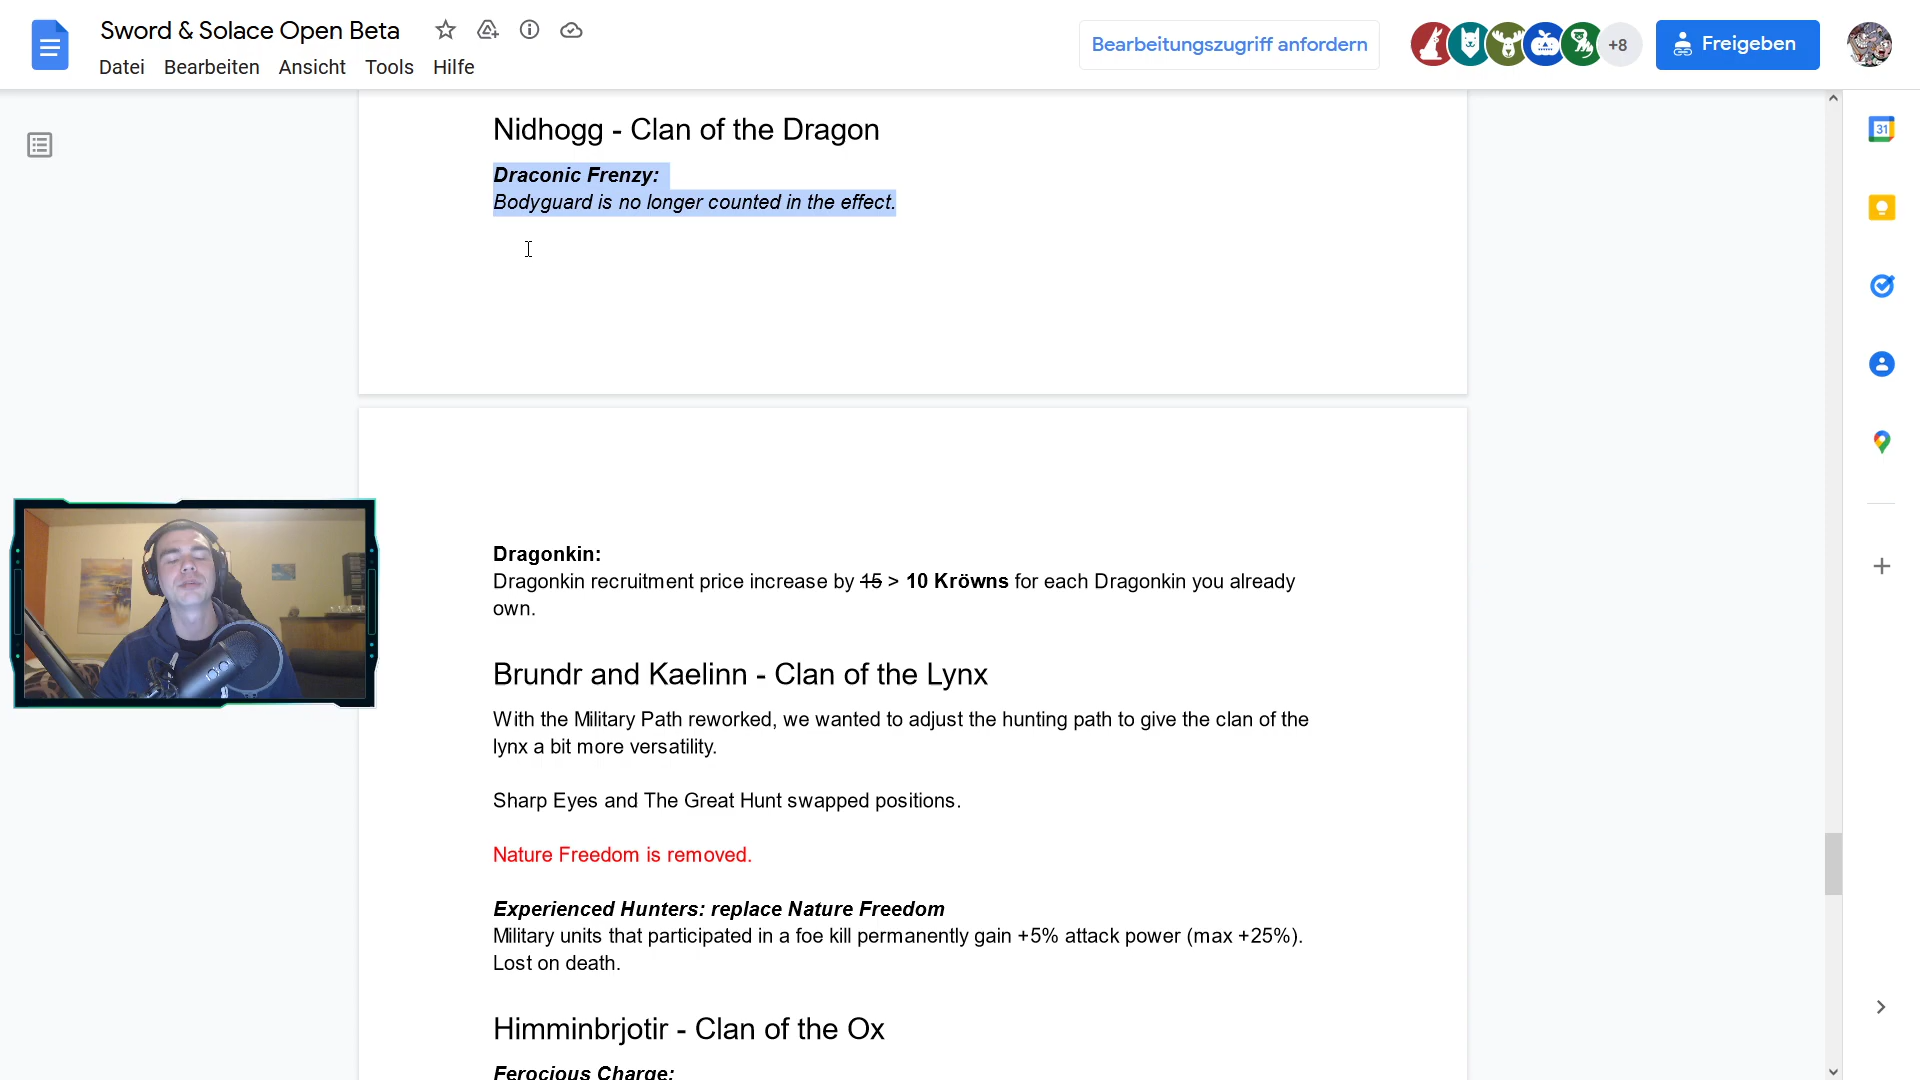 Sword & Solace Open Beta
Datei Bearbeiten Ansicht Tools Hilfe
Bearbeitungszugriff anfordern
+8
Freigeben
31
Nidhogg - Clan of the Dragon
Draconic Frenzy:
Bodyguard is no longer counted in the effect.
Dragonkin:
Dragonkin recruitment price increase by 15 > 10 Kröwns for each Dragonkin you already
own.
Brundr and Kaelinn - Clan of the Lynx
With the Military Path reworked, we wanted to adjust the hunting path to give the clan of the
lynx a bit more versatility.
Sharp Eyes and The Great Hunt swapped positions.
Nature Freedom is removed.
Experienced Hunters: replace Nature Freedom
Military units that participated in a foe kill permanently gain +5% attack power (max +25%).
Lost on death.
Himminbrjotir - Clan of the Ox
Ferocious Charge: